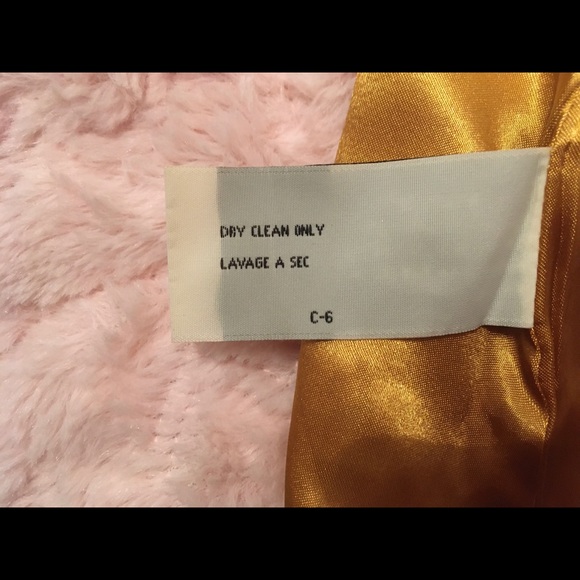 DRY CLEAN ONLY
LAVAGE A SEC
C-6